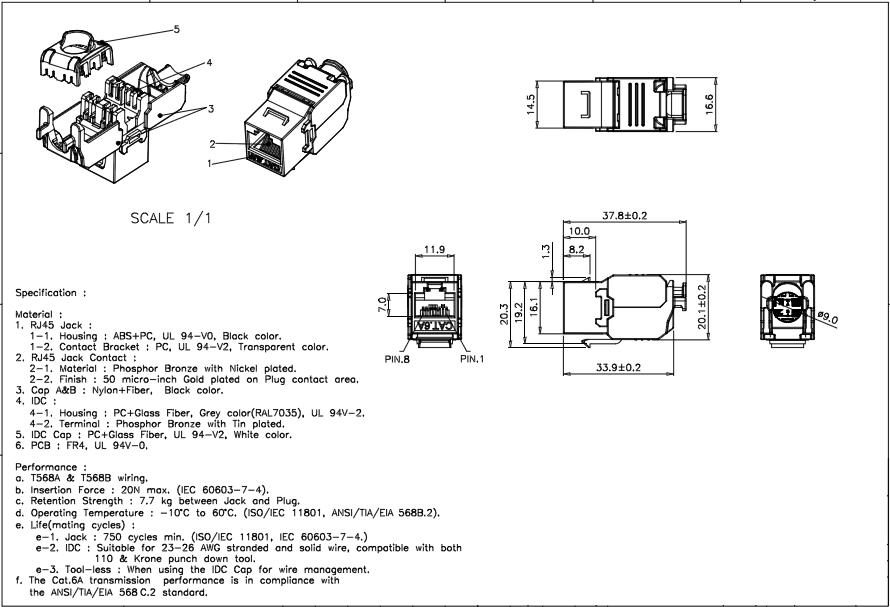 5
4
3
2
1
SCALE 1/1
14.5
16.6
37.8±0.2
10.0
8.2
1.3
11.9
7.0
CAT.6A
PIN.8
PIN.1
20.3
19.2
16.1
20.1±0.2
33.9±0.2
ø9.0
Specification :
Material :
1. RJ45 Jack :
1-1. Housing : ABS+PC, UL 94-V0, Black color.
1-2. Contact Bracket : PC, UL 94-V2, Transparent color.
2. RJ45 Jack Contact :
2-1. Material : Phosphor Bronze with Nickel plated.
2-2. Finish : 50 micro-inch Gold plated on Plug contact area.
3. Cap A&B : Nylon+Fiber, Black color.
4. IDC :
4-1. Housing : PC+Glass Fiber, Grey color(RAL7035), UL 94V-2.
4-2. Terminal : Phosphor Bronze with Tin plated.
5. IDC Cap : PC+Glass Fiber, UL 94-V2, White color.
6. PCB : FR4, UL 94V-0.
Performance :
a. T568A & T568B wiring.
b. Insertion Force : 20N max. (IEC 60603-7-4).
c. Retention Strength : 7.7 kg between Jack and Plug.
d. Operating Temperature : -10°C to 60°C. (ISO/IEC 11801, ANSI/TIA/EIA 568B.2).
e. Life(mating cycles) :
e-1. Jack : 750 cycles min. (ISO/IEC 11801, IEC 60603-7-4.)
e-2. IDC : Suitable for 23-26 AWG stranded and solid wire, compatible with both
110 & Krone punch down tool.
e-3. Tool-less : When using the IDC Cap for wire management.
f. The Cat.6A transmission performance is in compliance with
the ANSI/TIA/EIA 568 C.2 standard.